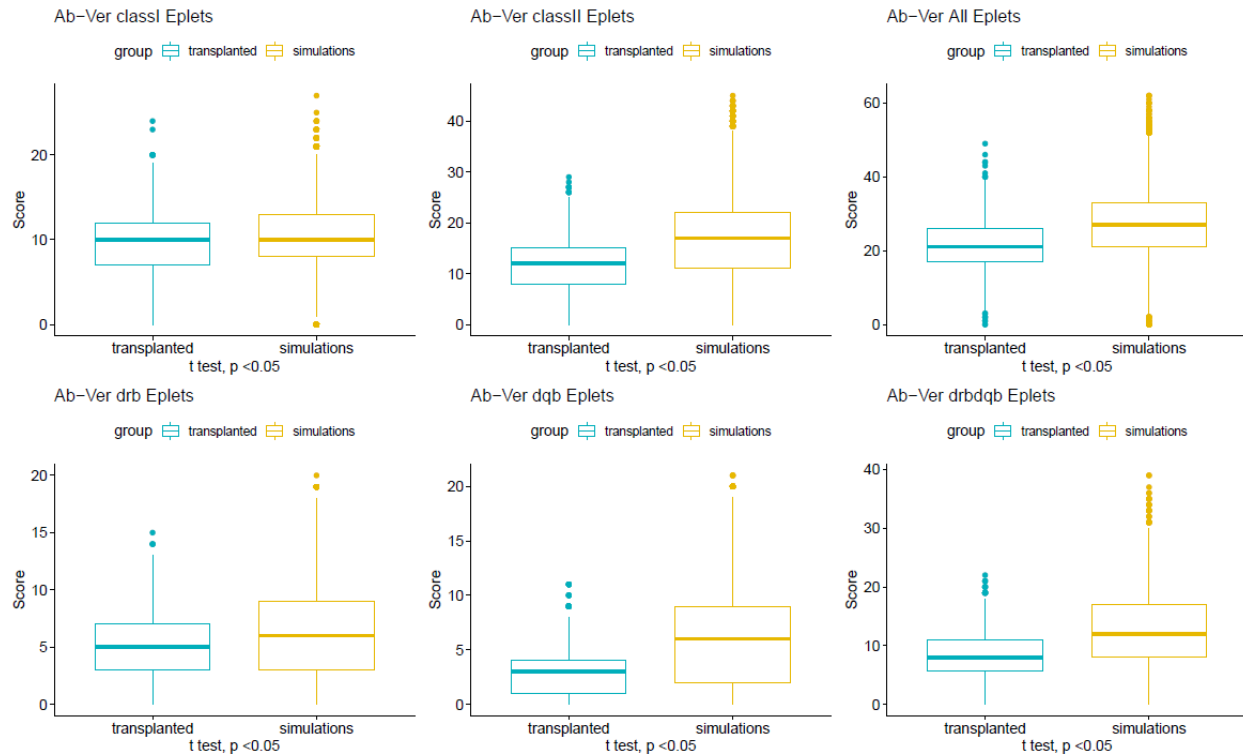 Ab-Ver classI Eplets
group transplanted simulations
20
10
0
Score
transplanted simulations
t test, p <0.05
Ab-Ver classII Eplets
group transplanted simulations
40
30
20
10
0
Score
transplanted simulations
t test, p <0.05
Ab-Ver All Eplets
group transplanted simulations
60
40
20
0
Score
transplanted simulations
t test, p <0.05
Ab-Ver drb Eplets
group transplanted simulations
20
15
10
5
0
Score
transplanted simulations
t test, p <0.05
Ab-Ver dqb Eplets
group transplanted simulations
20
15
10
5
0
Score
transplanted simulations
t test, p <0.05
Ab-Ver drbdqb Eplets
group transplanted simulations
40
30
20
10
0
Score
transplanted simulations
t test, p <0.05